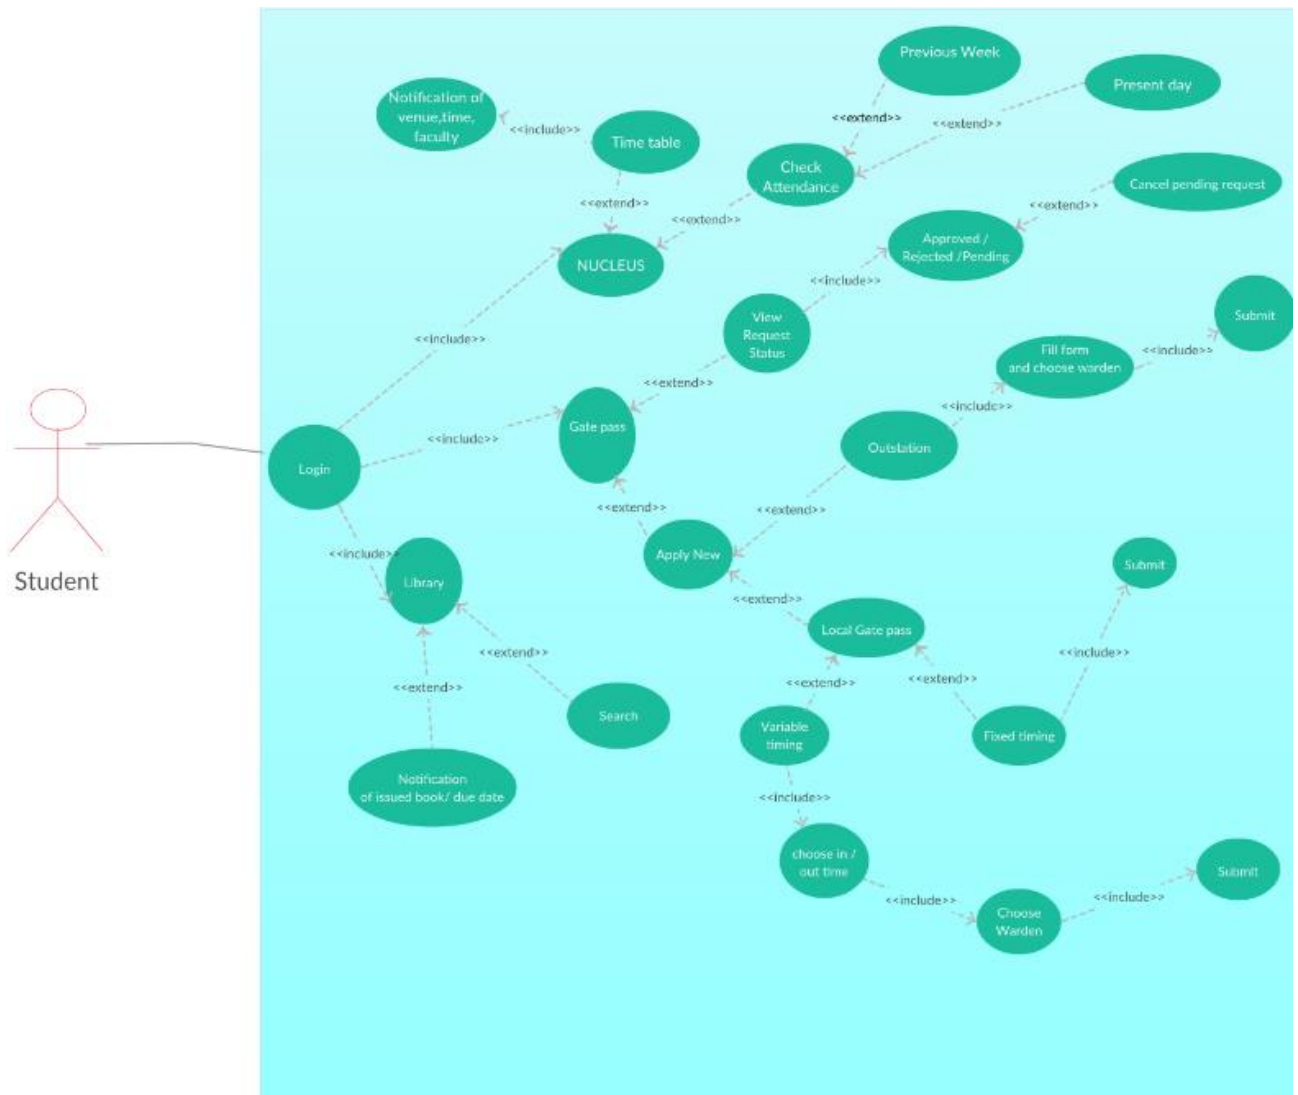 Previous Week
Present day
Notification of
venue,time,
faculty
<<include>>
Time table
<<extend>>
<<extend>>
Check
Attendance
Cancel pending request
<<extend>>
<<extend>>
<<extend>>
Approved /
Rejected /Pending
NUCLEUS
<<include>>
View
Request
Status
Submit
<<include>>
Fill form
and choose warden
<<include>>
<<extend>>
<<include>>
Gate pass
<<include>>
Outstation
Login
<<extend>>
<<extend>>
<<include>>
Apply New
Library
Submit
Student
<<extend>>
Local Gate pass
<<extend>>
<<include>>
<<extend>>
<<extend>>
<<extend>>
Search
Variable
timing
Fixed timing
Notification
of issued book/ due date
<<include>>
choose in /
out time
Submit
<<include>>
<<include>>
Choose
Warden